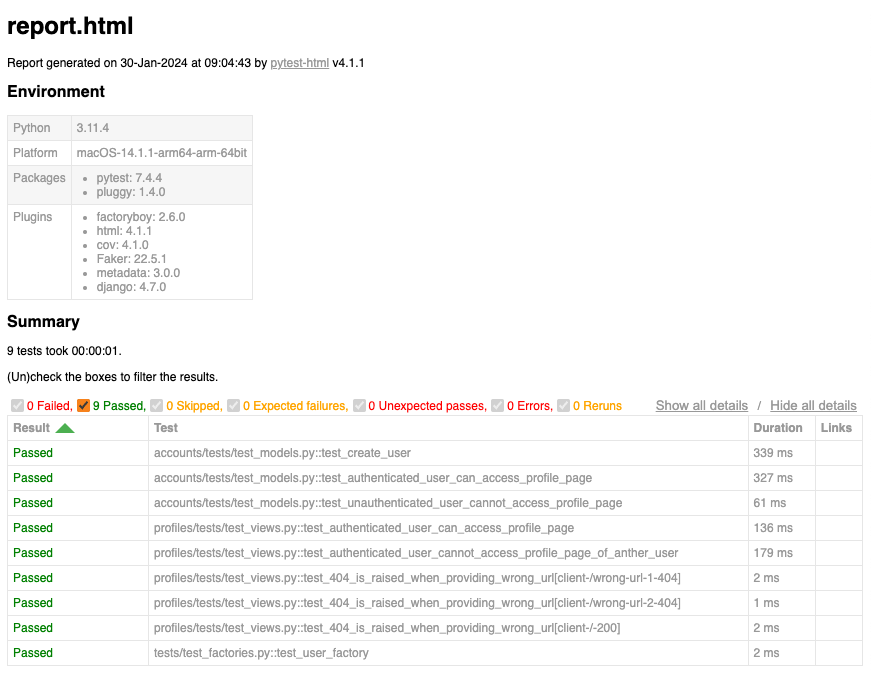 report.html
Report generated on 30-Jan-2024 at 09:04:43 by pytest-html v4.1.1
Environment
Python 3.11.4
Platform macOS-14.1.1-arm64-arm-64bit
Packages
• pytest: 7.4.4
• pluggy: 1.4.0
Plugins
• factoryboy: 2.6.0
• html: 4.1.1
• cov: 4.1.0
• Faker: 22.5.1
• metadata: 3.0.0
• django: 4.7.0
Summary
9 tests took 00:00:01.
(Un)check the boxes to filter the results.
0 Failed, 9 Passed, 0 Skipped, 0 Expected failures, 0 Unexpected passes, 0 Errors, 0 Reruns Show all details / Hide all details
Result Test Duration Links
Passed accounts/tests/test_models.py::test_create_user 339 ms
Passed accounts/tests/test_models.py::test_authenticated_user_can_access_profile_page 327 ms
Passed accounts/tests/test_models.py::test_unauthenticated_user_cannot_access_profile_page 61 ms
Passed profiles/tests/test_views.py::test_authenticated_user_can_access_profile_page 136 ms
Passed profiles/tests/test_views.py::test_authenticated_user_cannot_access_profile_page_of_anther_user 179 ms
Passed profiles/tests/test_views.py::test_404_is_raised_when_providing_wrong_url[client-/wrong-url-1-404] 2 ms
Passed profiles/tests/test_views.py::test_404_is_raised_when_providing_wrong_url[client-/wrong-url-2-404] 1 ms
Passed profiles/tests/test_views.py::test_404_is_raised_when_providing_wrong_url[client-/-200] 2 ms
Passed tests/test_factories.py::test_user_factory 2 ms